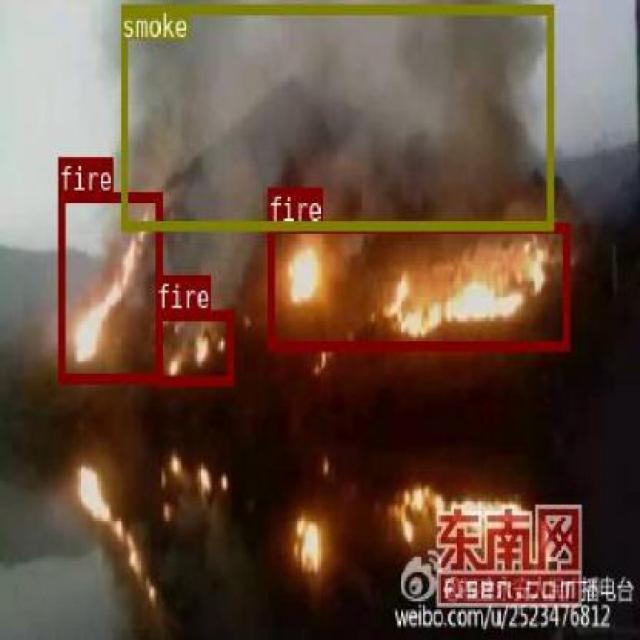 smoke
fire
fire
fire
东南网
fjsen.com
播电台
weibo.com/u/2523476812